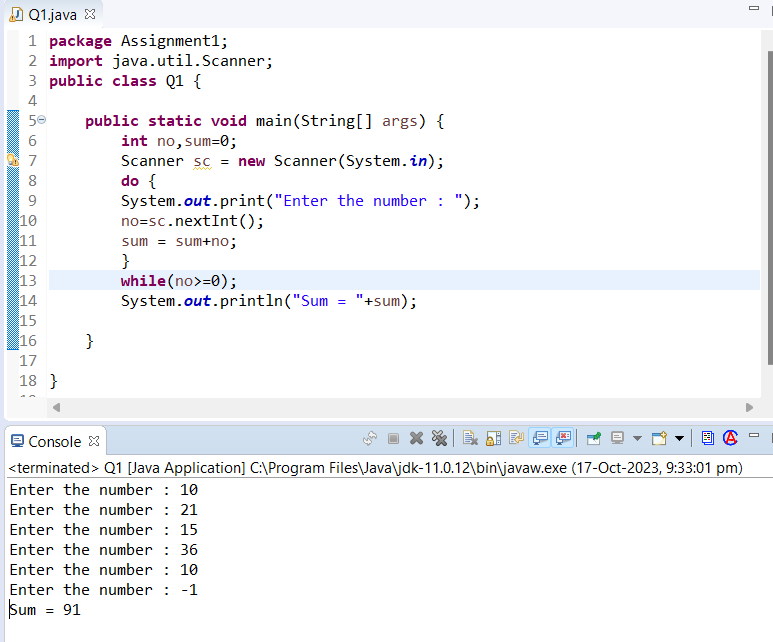 Q1.java
1 package Assignment1;
2 import java.util.Scanner;
3 public class Q1 {
4
5 public static void main(String[] args) {
6 int no,sum=0;
7 Scanner sc = new Scanner(System.in);
8 do {
9 System.out.print("Enter the number : ");
10 no=sc.nextInt();
11 sum = sum+no;
12 }
13 while(no>=0);
14 System.out.println("Sum = "+sum);
15
16 }
17
18 }
Console
<terminated> Q1 [Java Application] C:\Program Files\Java\jdk-11.0.12\bin\javaw.exe (17-Oct-2023, 9:33:01 pm)
Enter the number : 10
Enter the number : 21
Enter the number : 15
Enter the number : 36
Enter the number : 10
Enter the number : -1
Sum = 91